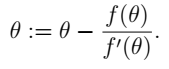 θ := θ − f(θ) / f′(θ).